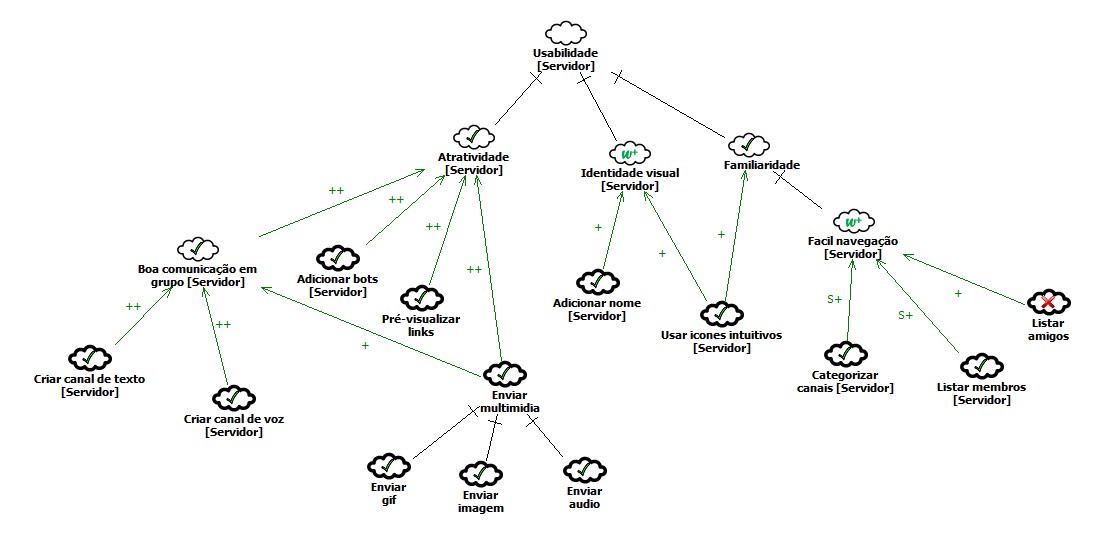 Usabilidade
[Servidor]
Atratividade
[Servidor]
w+
Identidade visual
[Servidor]
Familiaridade
w+
Facil navegação
[Servidor]
++
++
++
++
+
+
+
S+
S+
+
Boa comunicação em
grupo [Servidor]
Adicionar bots
[Servidor]
Pré-visualizar
links
Adicionar nome
[Servidor]
Usar icones intuitivos
[Servidor]
Listar
amigos
++
++
+
Criar canal de texto
[Servidor]
Criar canal de voz
[Servidor]
Enviar
multimidia
Categorizar
canais [Servidor]
Listar membros
[Servidor]
Enviar
gif
Enviar
imagem
Enviar
audio